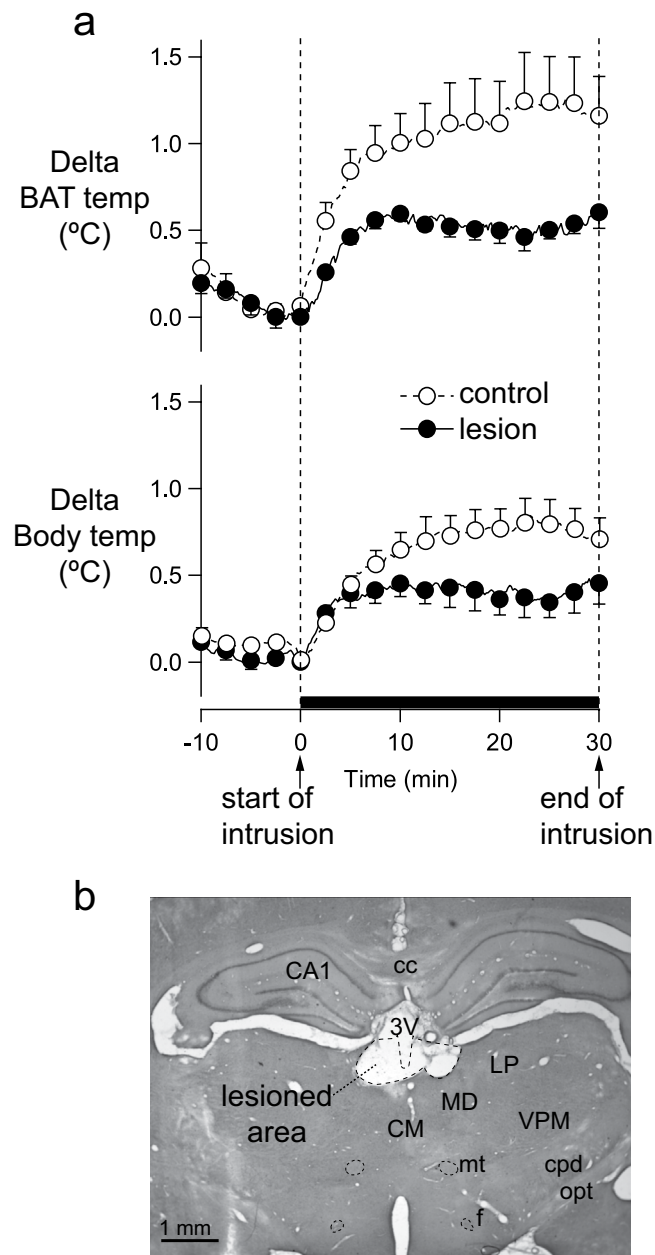 a
1.5
1.0
0.5
0.0
Delta
BAT temp
(ºC)
1.5
1.0
0.5
0.0
Delta
Body temp
(ºC)
control
lesion
-10 0 10 20 30
Time (min)
start of
intrusion
end of
intrusion
b
CA1
cc
3V
LP
lesioned
area
MD
CM
VPM
mt
cpd
opt
f
1 mm